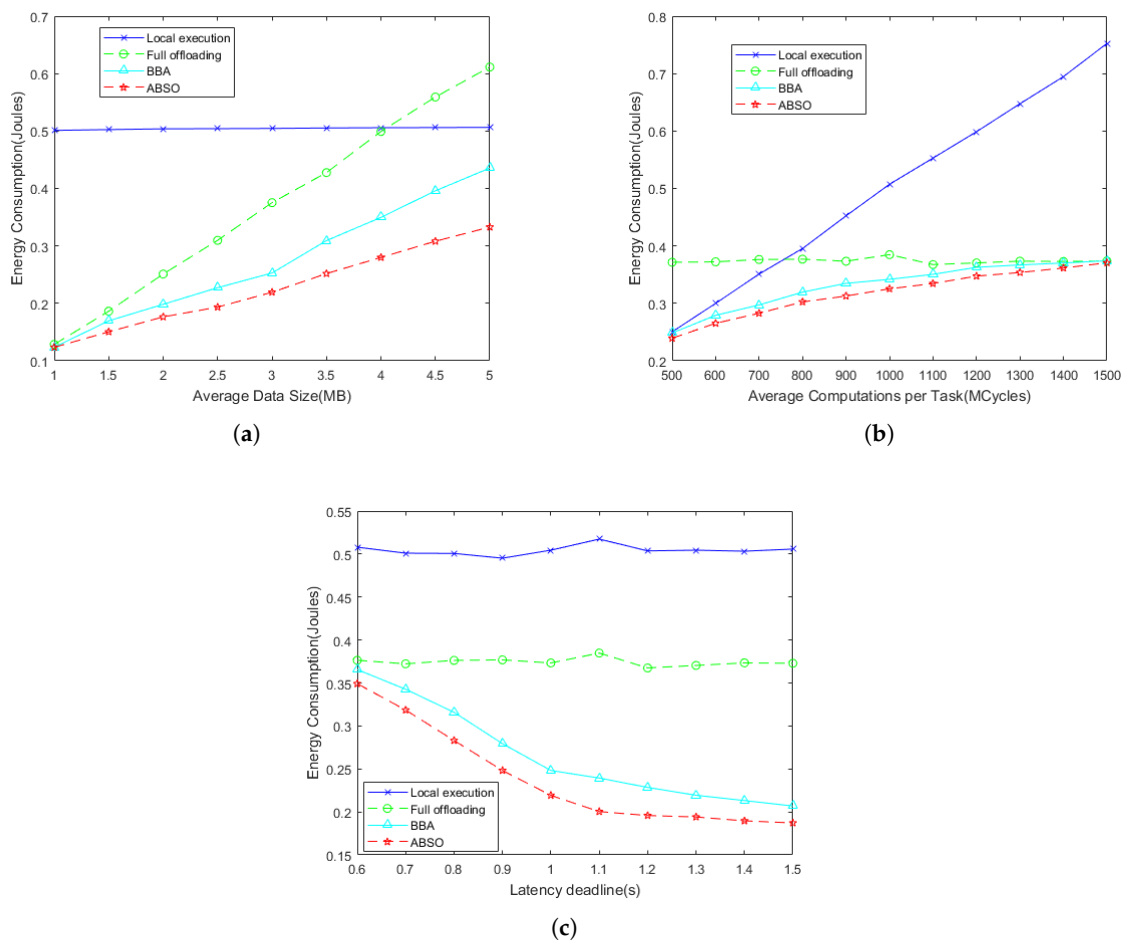 0.7
0.6
0.5
0.4
0.3
0.2
0.1
Energy Consumption(Joules)
Local execution
Full offloading
BBA
ABSO
1 1.5 2 2.5 3 3.5 4 4.5 5
Average Data Size(MB)
(a)
0.8
0.7
0.6
0.5
0.4
0.3
0.2
Energy Consumption(Joules)
Local execution
Full offloading
BBA
ABSO
500 600 700 800 900 1000 1100 1200 1300 1400 1500
Average Computations per Task(MCycles)
(b)
0.55
0.5
0.45
0.4
0.35
0.3
0.25
0.2
0.15
Energy Consumption(Joules)
Local execution
Full offloading
BBA
ABSO
0.6 0.7 0.8 0.9 1 1.1 1.2 1.3 1.4 1.5
Latency deadline(s)
(c)